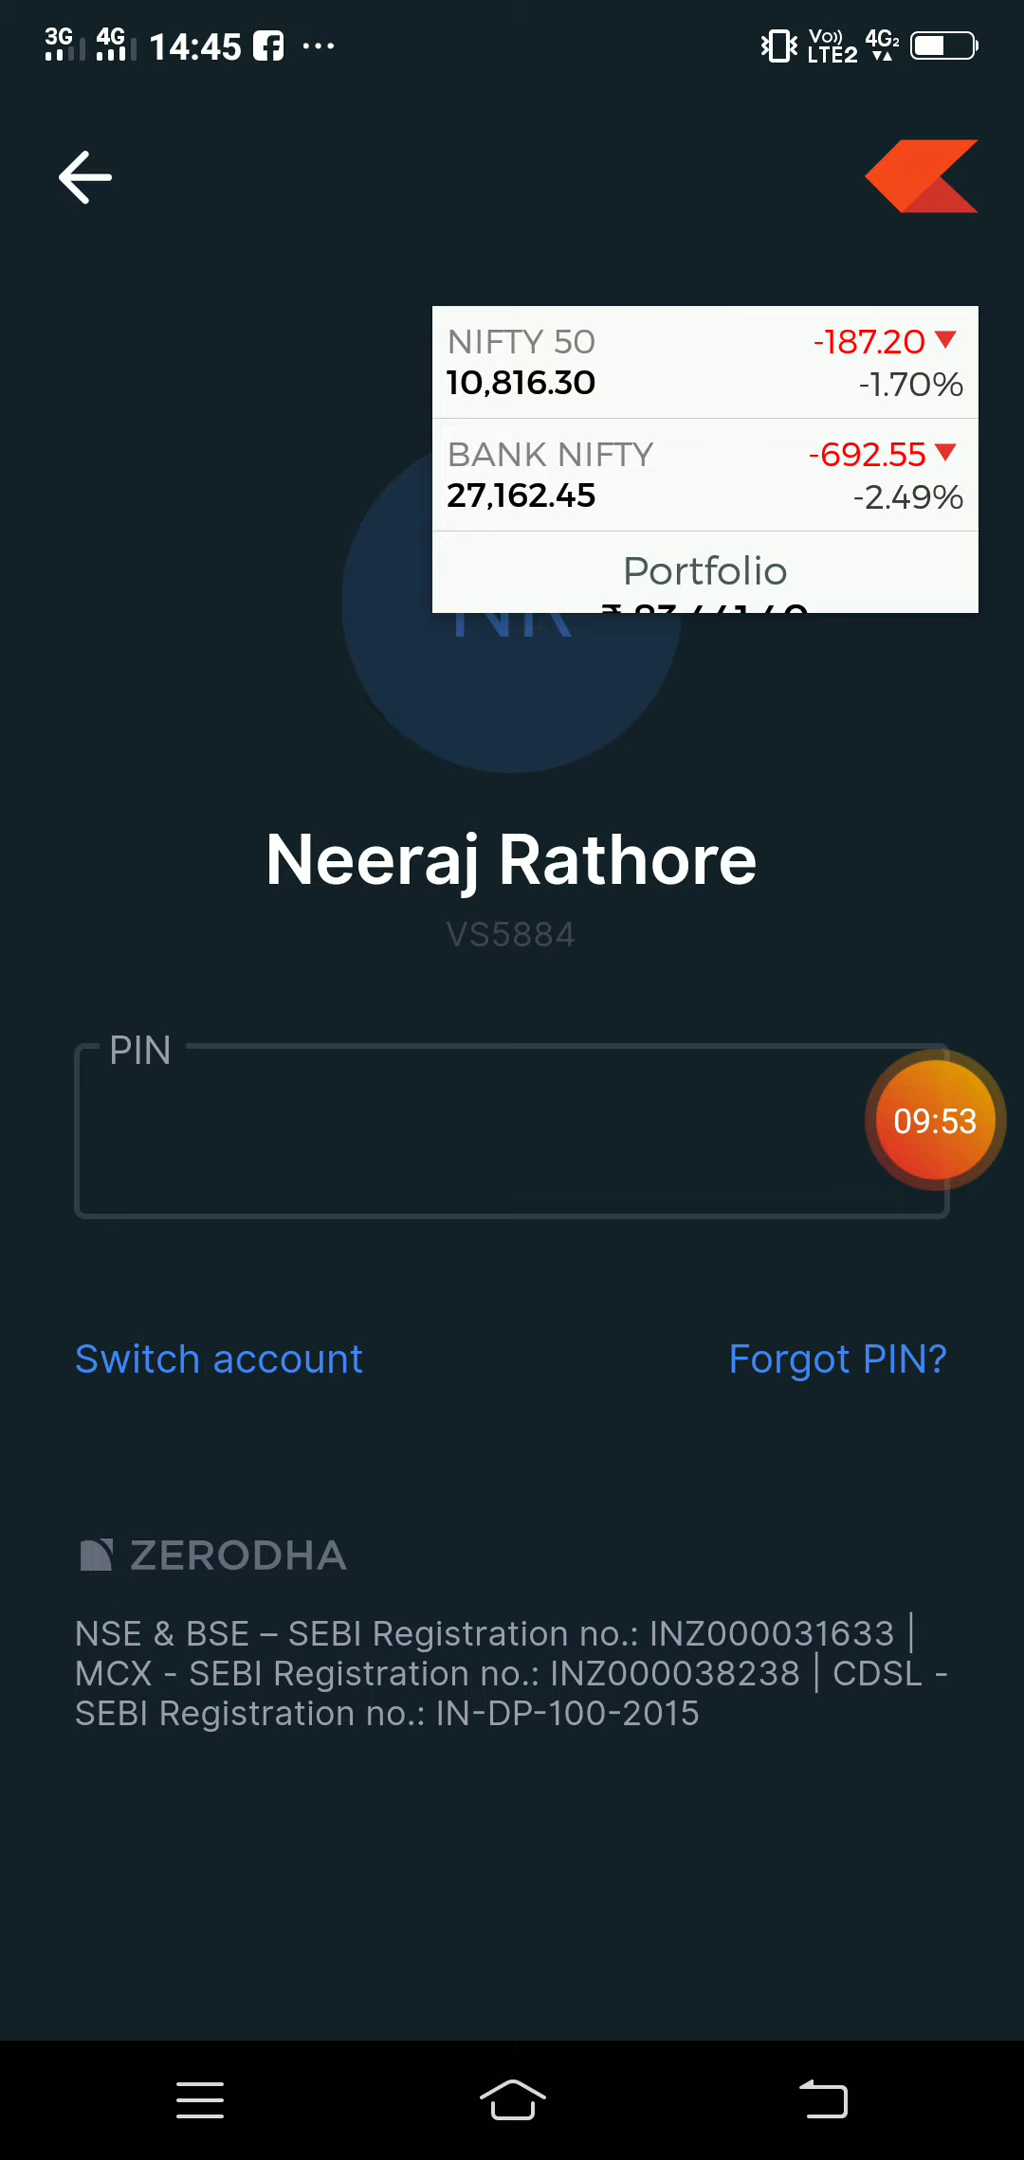 3G 4G 14:45 ... Vo)) LTE2 4G2
NIFTY 50 -187.20▼
10,816.30 -1.70%
BANK NIFTY -692.55▼
27,162.45 -2.49%
Portfolio
NR
Neeraj Rathore
VS5884
PIN
09:53
Switch account Forgot PIN?
ZERODHA
NSE & BSE – SEBI Registration no.: INZ000031633 |
MCX - SEBI Registration no.: INZ000038238 | CDSL -
SEBI Registration no.: IN-DP-100-2015